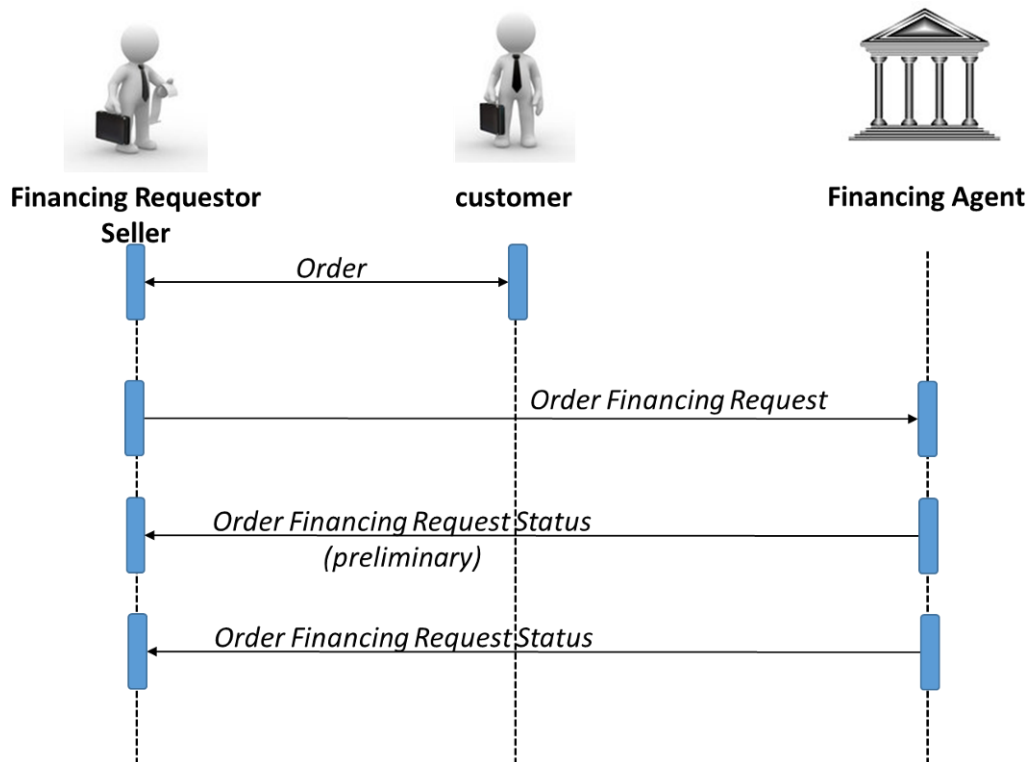 Financing Requestor
Seller
customer
Financing Agent
Order
Order Financing Request
Order Financing Request Status
(preliminary)
Order Financing Request Status